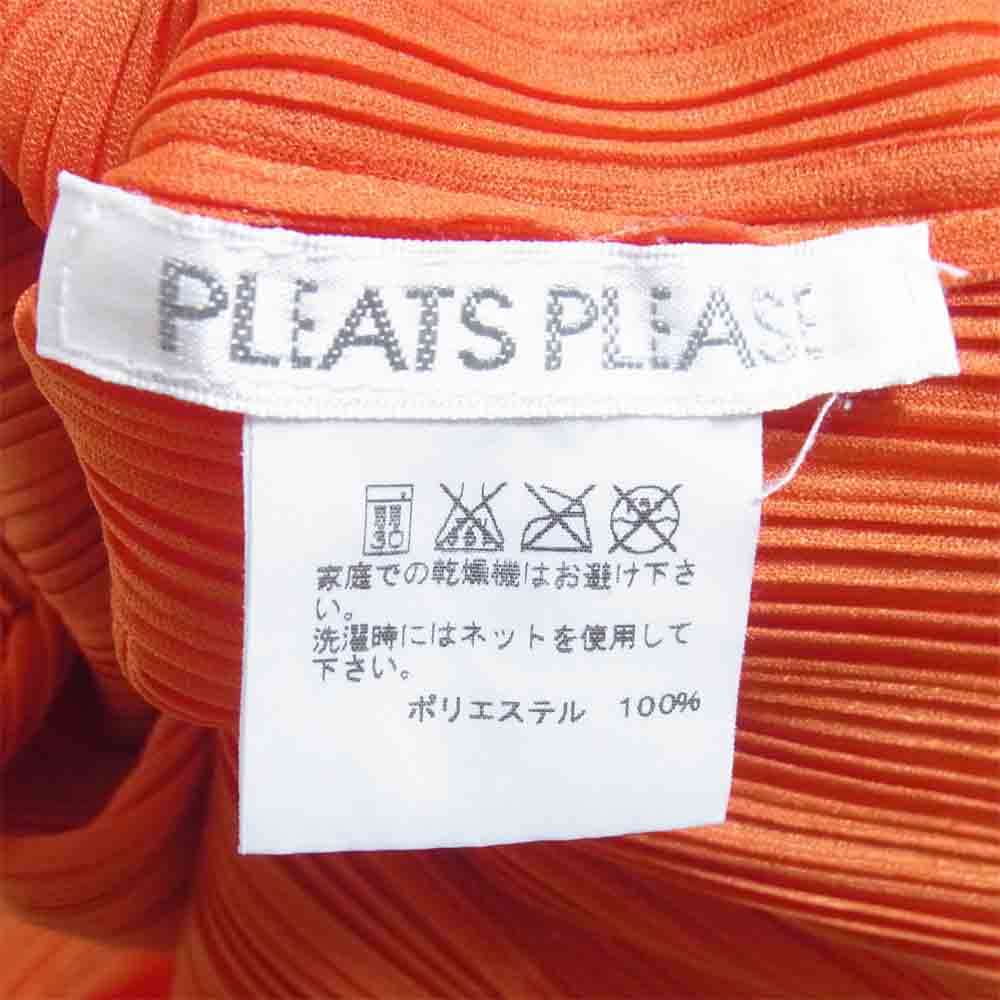 PLEATS PLEASE
30
家庭での乾燥機はお避け下さ
い。
洗濯時にはネットを使用して
下さい。
ポリエステル 100%